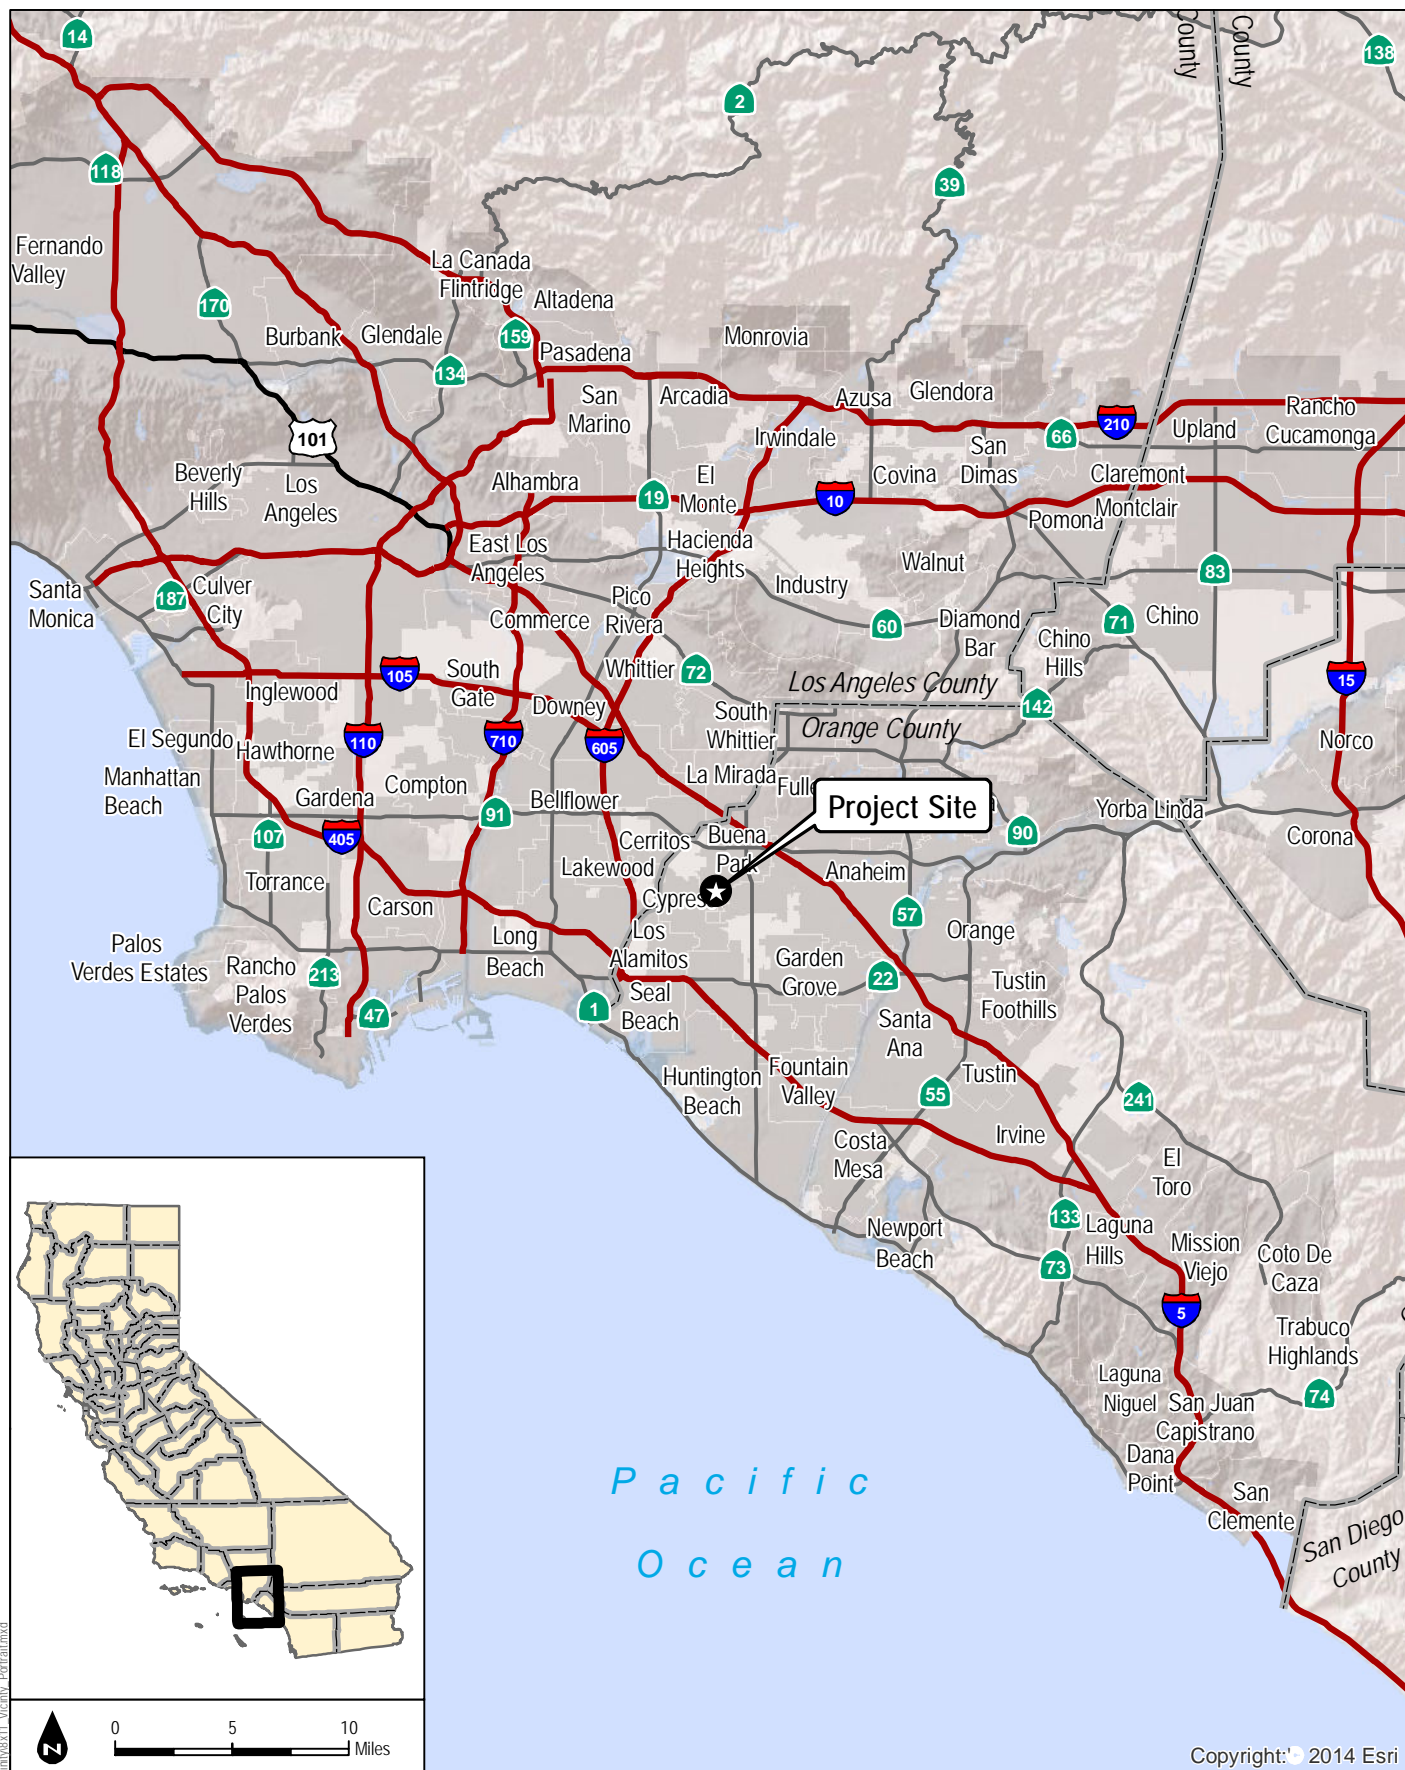 14
County
County
138
2
118
39
Fernando
Valley
La Canada
Flintridge
Altadena
170
159
Burbank
Glendale
Monrovia
134
Pasadena
San
Marino
Arcadia
Azusa
Glendora
Rancho
Cucamonga
210
66
Upland
101
Irwindale
San
Dimas
Beverly
Hills
Los
Angeles
Alhambra
El
Monte
19
10
Covina
Claremont
Montclair
Pomona
East Los
Angeles
Hacienda
Heights
Walnut
Industry
83
Santa
Monica
187
Culver
City
Commerce
Pico
Rivera
60
Diamond
Bar
Chino
Hills
71
Chino
105
South
Gate
Whittier
72
Los Angeles County
15
Inglewood
Downey
South
Whittier
Orange County
142
El Segundo
Hawthorne
110
710
605
Norco
Manhattan
Beach
Gardena
Compton
La Mirada
Fulle
Project Site
Bellflower
91
Yorba Linda
107
405
Cerritos
Buena
Park
90
Corona
Lakewood
Anaheim
Torrance
Carson
Cypres
57
Orange
Palos
Verdes Estates
Long
Beach
Los
Alamitos
Rancho
Palos
Verdes
213
Garden
Grove
22
Tustin
Foothills
47
1
Seal
Beach
Santa
Ana
Huntington
Beach
Fountain
Valley
Tustin
55
241
Costa
Mesa
Irvine
El
Toro
133
Laguna
Hills
Newport
Beach
73
Mission
Viejo
Coto De
Caza
5
Trabuco
Highlands
Laguna
Niguel
San Juan
Capistrano
74
Dana
Point
San
Clemente
San Diego
County
Pacific
Ocean
N
0 5 10
Miles
Copyright: 2014 Esri